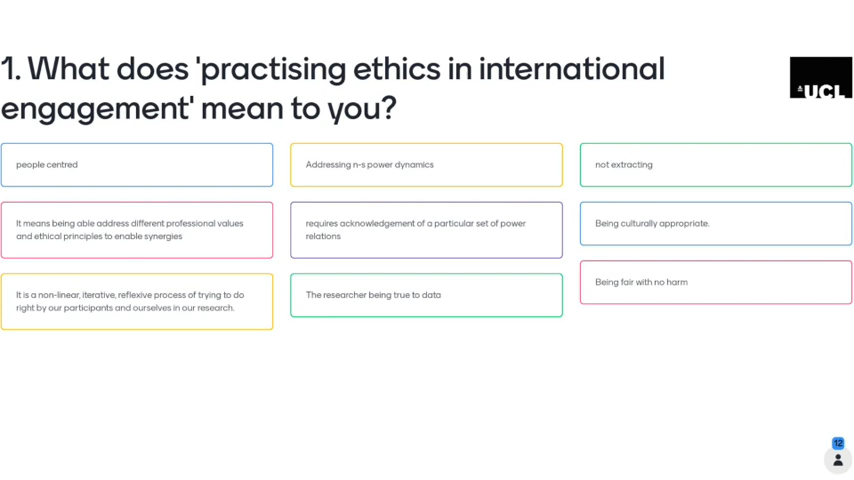 1. What does 'practising ethics in international
engagement' mean to you?
UCL
people centred
Addressing n-s power dynamics
not extracting
It means being able address different professional values
and ethical principles to enable synergies
requires acknowledgement of a particular set of power
relations
Being culturally appropriate.
It is a non-linear, iterative, reflexive process of trying to do
right by our participants and ourselves in our research.
The researcher being true to data
Being fair with no harm
12